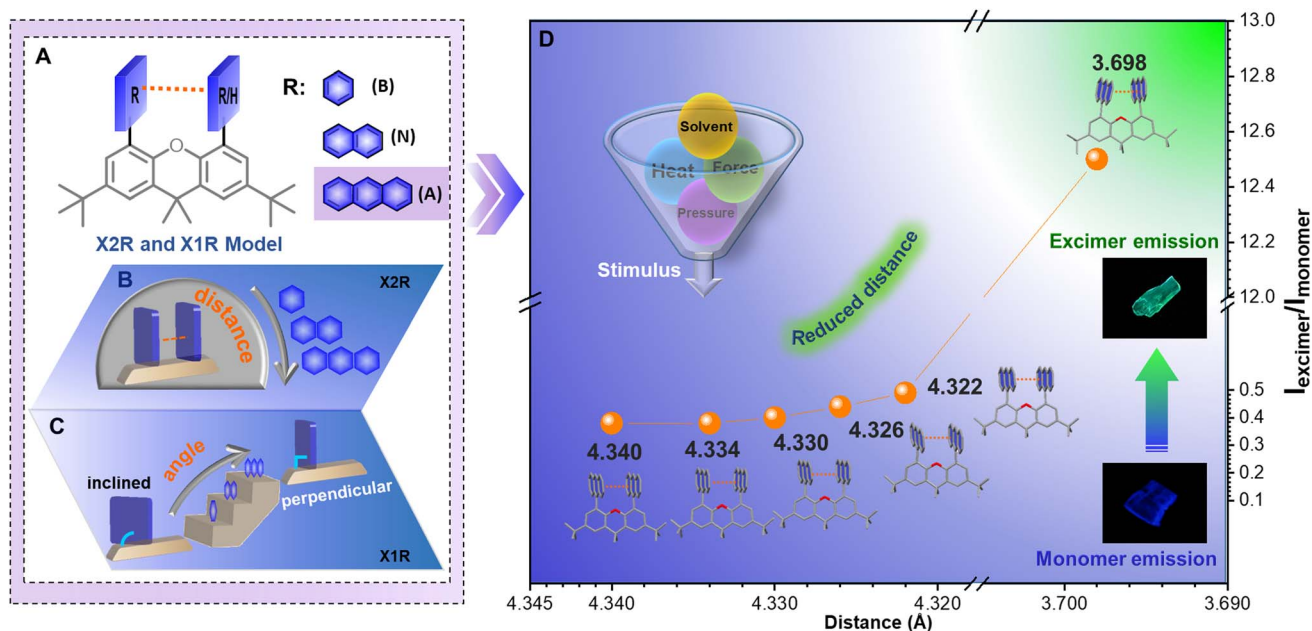 A
R
R/H
R:
(B)
(N)
(A)
O
X2R and X1R Model
B
X2R
distance
C
inclined
angle
perpendicular
X1R
D
Solvent
Heat
Force
Pressure
Stimulus
Reduced distance
3.698
Excimer emission
Monomer emission
4.340
4.334
4.330
4.326
4.322
13.0
12.8
12.6
12.4
12.2
12.0
0.5
0.4
0.3
0.2
0.1
Iexcimer/Imonomer
4.345
4.340
4.330
4.320
3.700
3.690
Distance (Å)